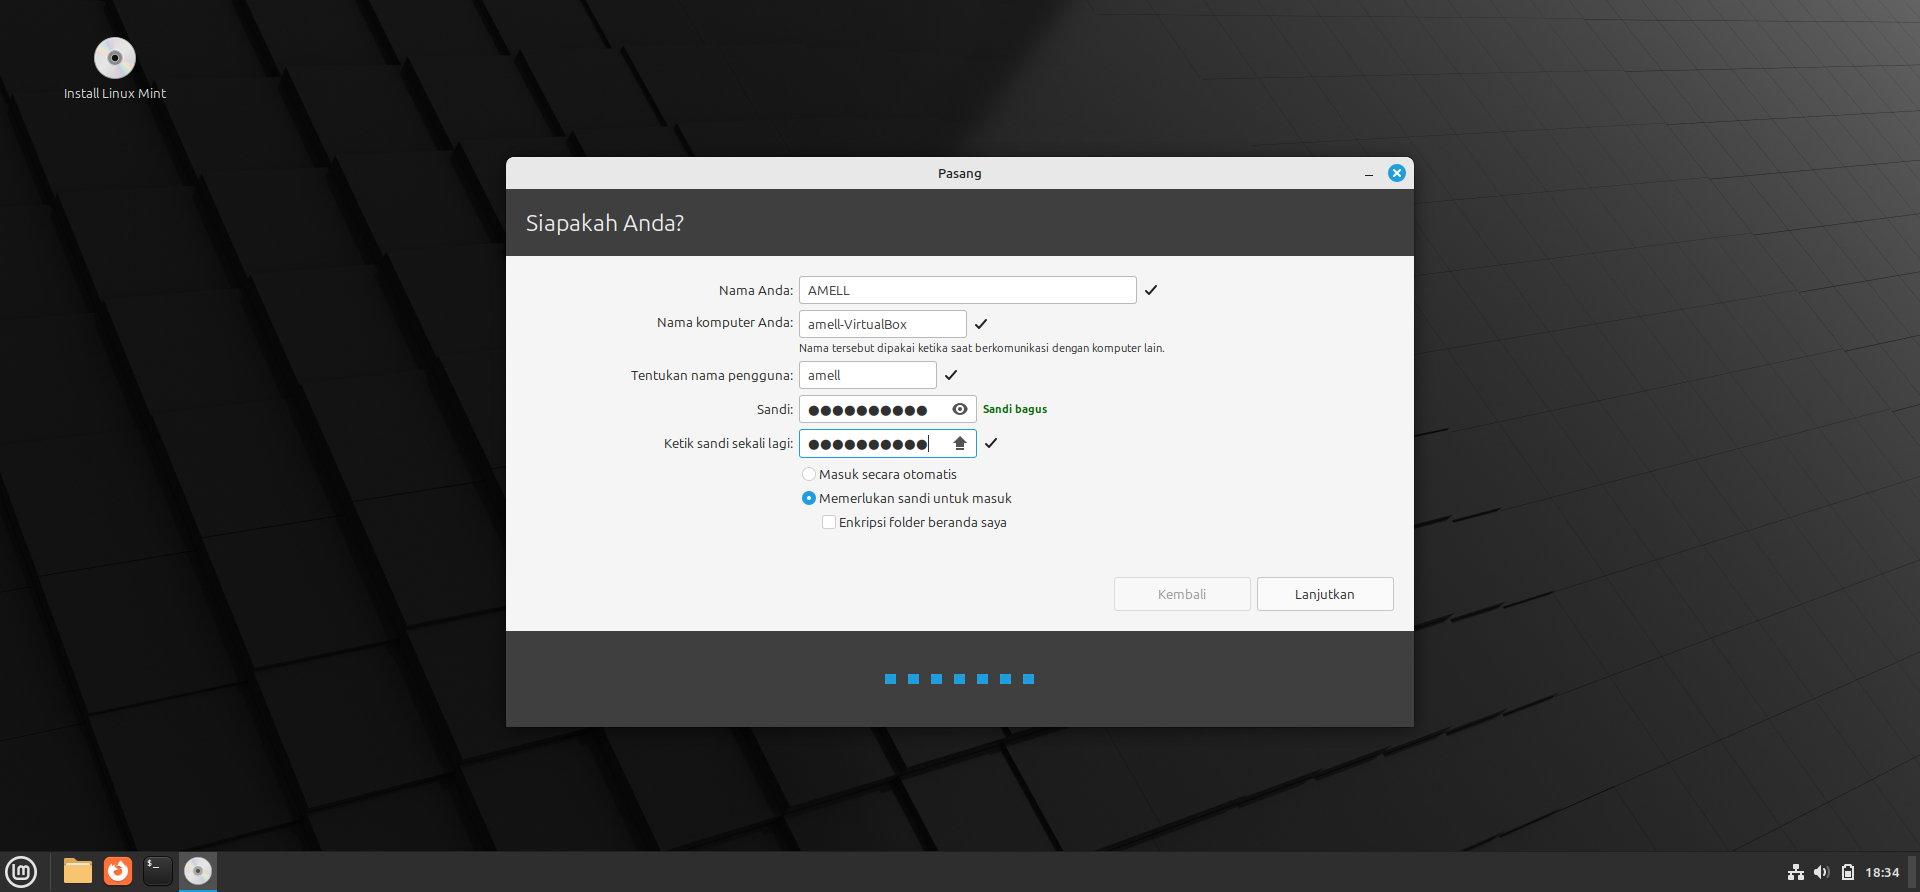 Install Linux Mint
Pasang
Siapakah Anda?
Nama Anda: AMELL
Nama komputer Anda: amell-VirtualBox
Nama tersebut dipakai ketika saat berkomunikasi dengan komputer lain.
Tentukan nama pengguna: amell
Sandi: ●●●●●●●●●● Sandi bagus
Ketik sandi sekali lagi: ●●●●●●●●●●
Masuk secara otomatis
Memerlukan sandi untuk masuk
Enkripsi folder beranda saya
Kembali Lanjutkan
$_ 18:34